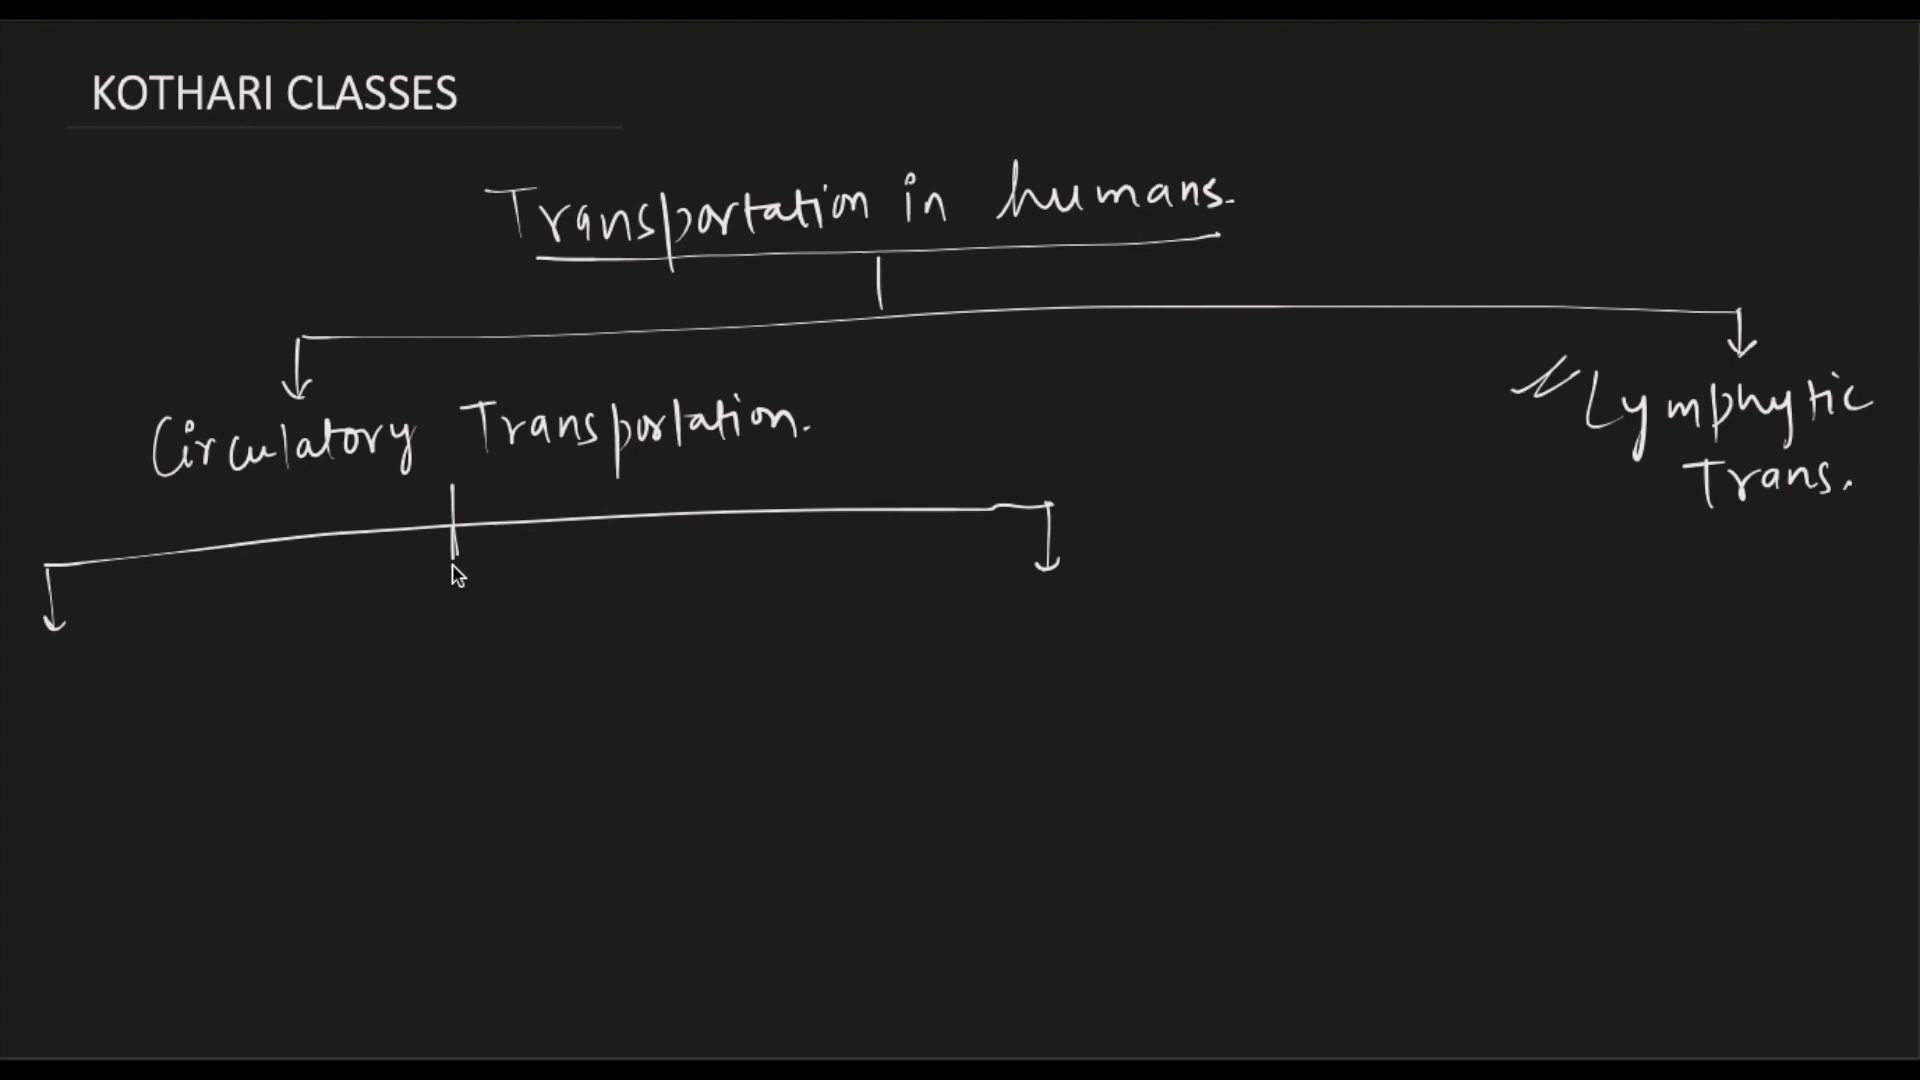 KOTHARI CLASSES
Transportation in humans.
Circulatory Transportation.
Lymphytic
Trans.